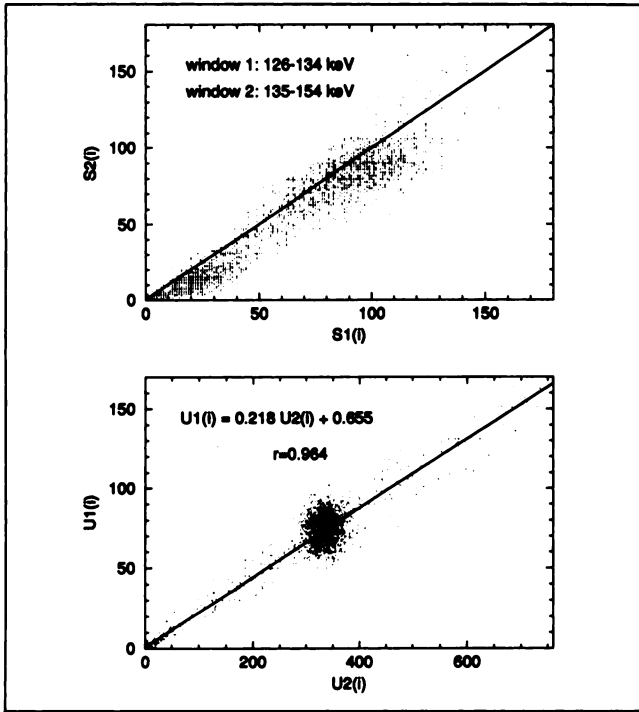 window 1: 126-134 keV
window 2: 135-154 keV
150
100
50
0
S2(i)
0 50 100 150
S1(i)
U1(i) = 0.218 U2(i) + 0.655
r=0.964
150
100
50
0
U1(i)
0 200 400 600
U2(i)